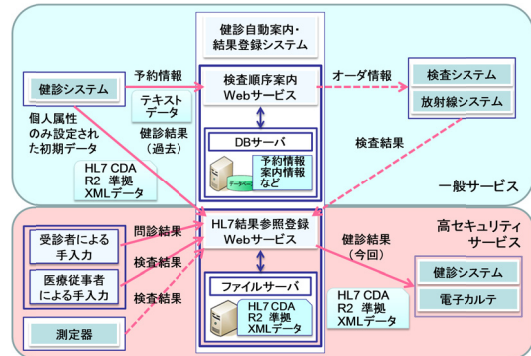 健診自動案内・
結果登録システム
健診システム
予約情報
テキスト
データ
健診結果
(過去)
検査順序案内
Webサービス
オーダ情報
検査システム
放射線システム
個人属性
のみ設定され
た初期データ
HL7 CDA
R2 準拠
XMLデータ
DBサーバ
データベース
予約情報
案内情報
など
検査結果
一般サービス
高セキュリティ
サービス
HL7結果参照登録
Webサービス
受診者による
手入力
問診結果
医療従事者
による手入力
検査結果
測定器
検査結果
ファイルサーバ
HL7 CDA
R2 準拠
XMLデータ
健診結果
(今回)
HL7 CDA
R2 準拠
XMLデータ
健診システム
電子カルテ